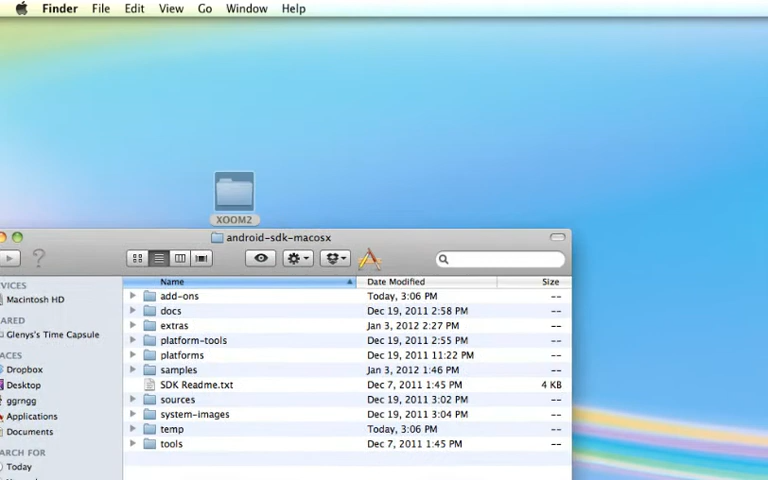 Finder File Edit View Go Window Help
XOOM2
android-sdk-macosx
VICES
Macintosh HD
ARED
Glenys's Time Capsule
ACES
Dropbox
Desktop
ggrngg
Applications
Documents
ARCH FOR
Today
Name Date Modified Size
add-ons Today, 3:06 PM --
docs Dec 19, 2011 2:58 PM --
extras Jan 3, 2012 2:27 PM --
platform-tools Dec 19, 2011 2:55 PM --
platforms Dec 19, 2011 11:22 PM --
samples Jan 3, 2012 1:46 PM --
SDK Readme.txt Dec 7, 2011 1:45 PM 4 KB
sources Dec 19, 2011 3:02 PM --
system-images Dec 19, 2011 3:04 PM --
temp Today, 3:06 PM --
tools Dec 7, 2011 1:45 PM --